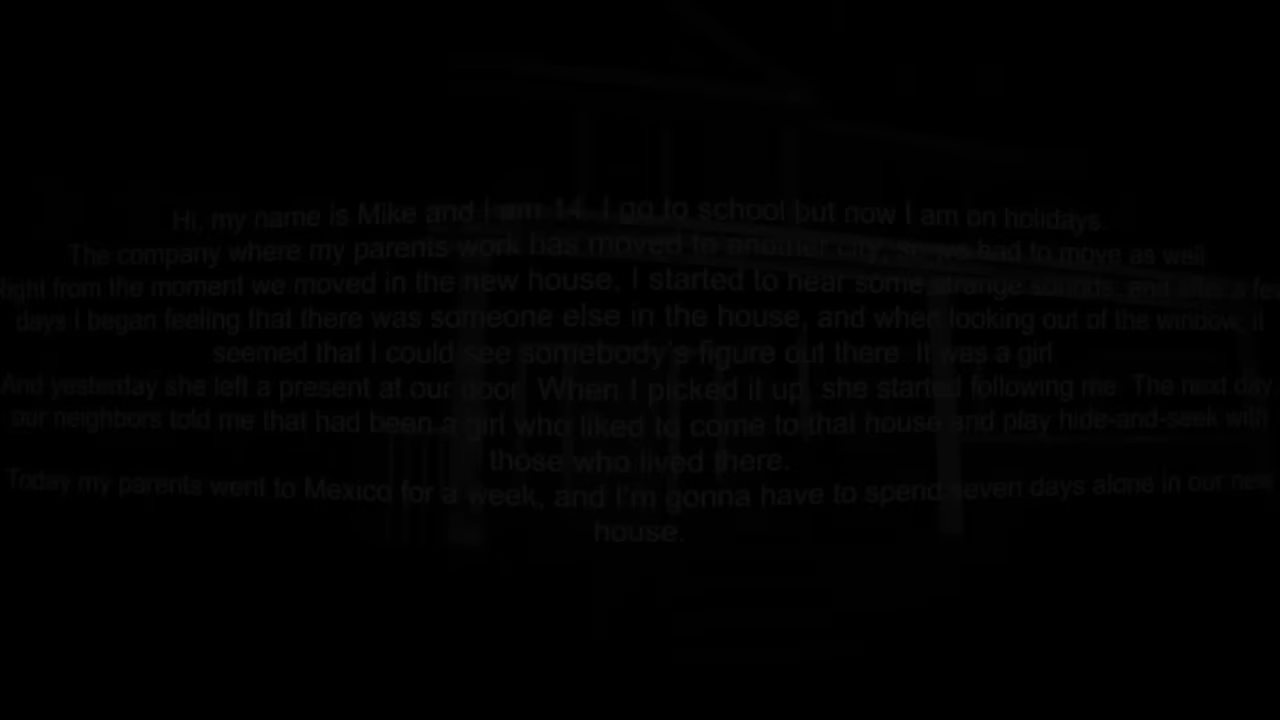 Hi, my name is Mike and I am 14. I go to school but now I am on holidays.
The company where my parents work has moved to another city, so we had to move as well.
Right from the moment we moved in the new house, I started to hear some strange sounds, and after a few
days I began feeling that there was someone else in the house, and when looking out of the window, it
seemed that I could see somebody's figure out there. It was a girl.
And yesterday she left a present at our door. When I picked it up, she started following me. The next day
our neighbors told me that had been a girl who liked to come to that house and play hide-and-seek with
those who lived there.
Today my parents went to Mexico for a week, and I'm gonna have to spend seven days alone in our new
house.